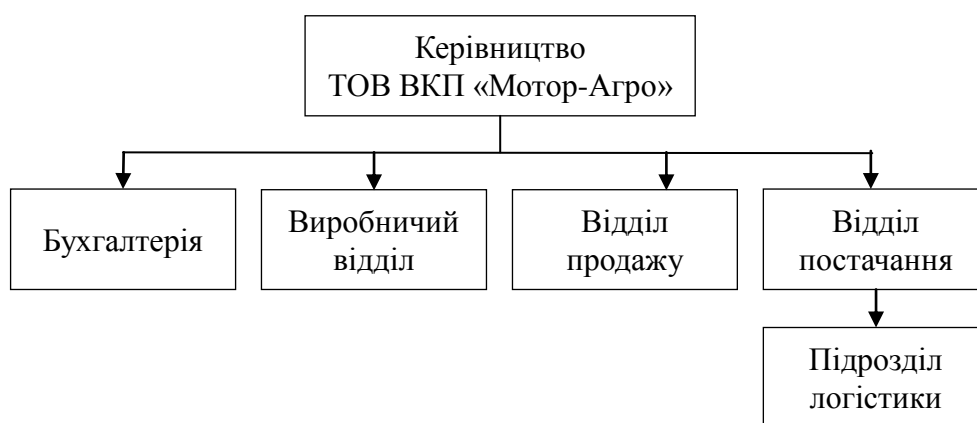 Керівництво
ТОВ ВКП «Мотор-Агро»
Бухгалтерія
Виробничий
відділ
Відділ
продажу
Відділ
постачання
Підрозділ
логістики